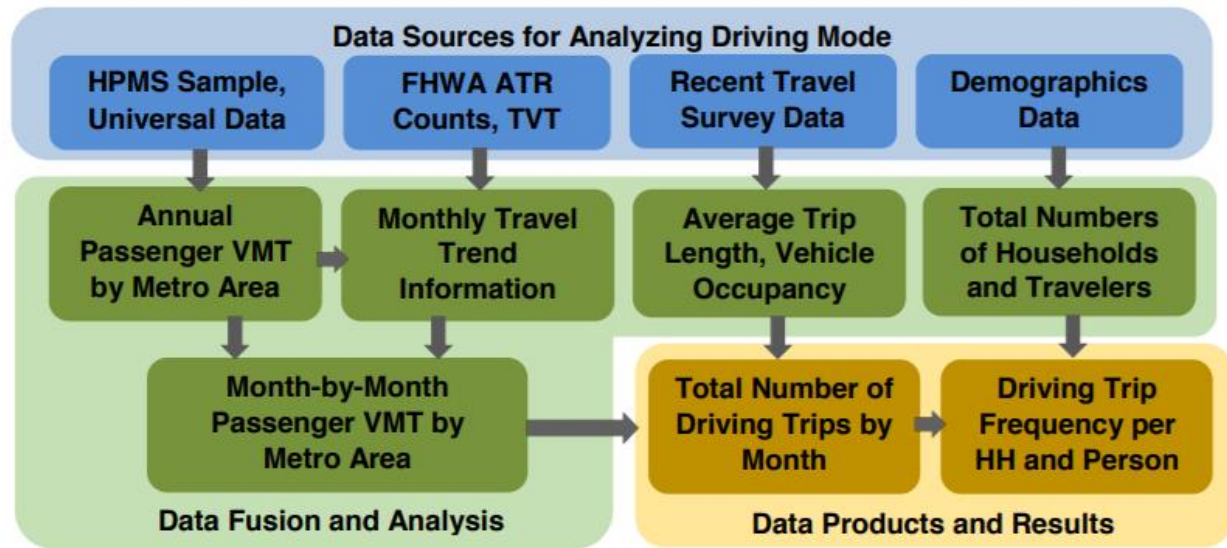 Data Sources for Analyzing Driving Mode
HPMS Sample,
Universal Data
FHWA ATR
Counts, TVT
Recent Travel
Survey Data
Demographics
Data
Annual
Passenger VMT
by Metro Area
Monthly Travel
Trend
Information
Average Trip
Length, Vehicle
Occupancy
Total Numbers
of Households
and Travelers
Month-by-Month
Passenger VMT by
Metro Area
Total Number of
Driving Trips by
Month
Driving Trip
Frequency per
HH and Person
Data Fusion and Analysis
Data Products and Results